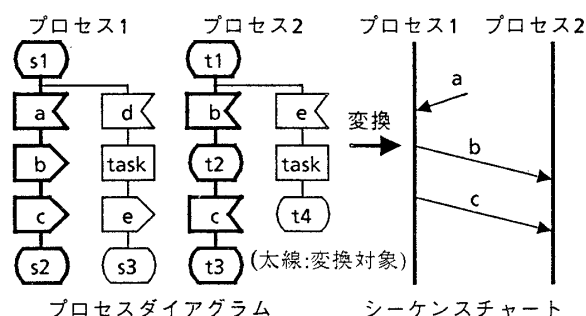 プロセス1 プロセス2 プロセス1 プロセス2
s1 t1
a d b e a
変換
b task t2 task b
c e c t4 c
s2 s3 t3 (太線:変換対象)
プロセスダイアグラム シーケンスチャート